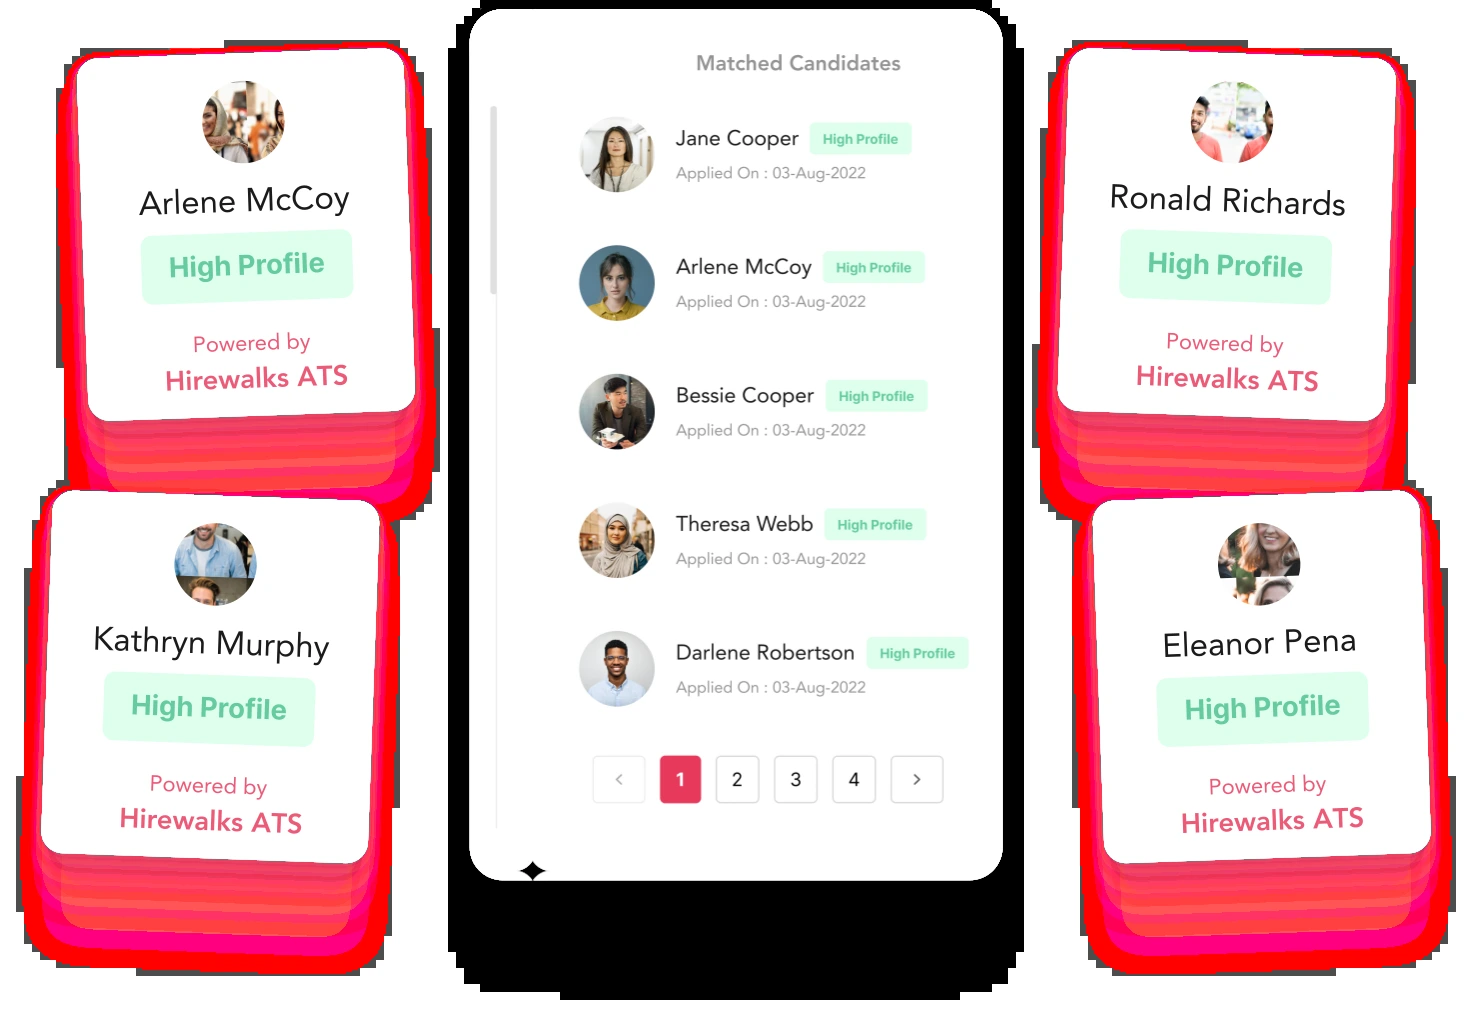 Matched Candidates
Jane Cooper High Profile
Applied On : 03-Aug-2022
Arlene McCoy High Profile
Applied On : 03-Aug-2022
Bessie Cooper High Profile
Applied On : 03-Aug-2022
Theresa Webb High Profile
Applied On : 03-Aug-2022
Darlene Robertson High Profile
Applied On : 03-Aug-2022
< 1 2 3 4 >
Arlene McCoy
High Profile
Powered by
Hirewalks ATS
Kathryn Murphy
High Profile
Powered by
Hirewalks ATS
Ronald Richards
High Profile
Powered by
Hirewalks ATS
Eleanor Pena
High Profile
Powered by
Hirewalks ATS